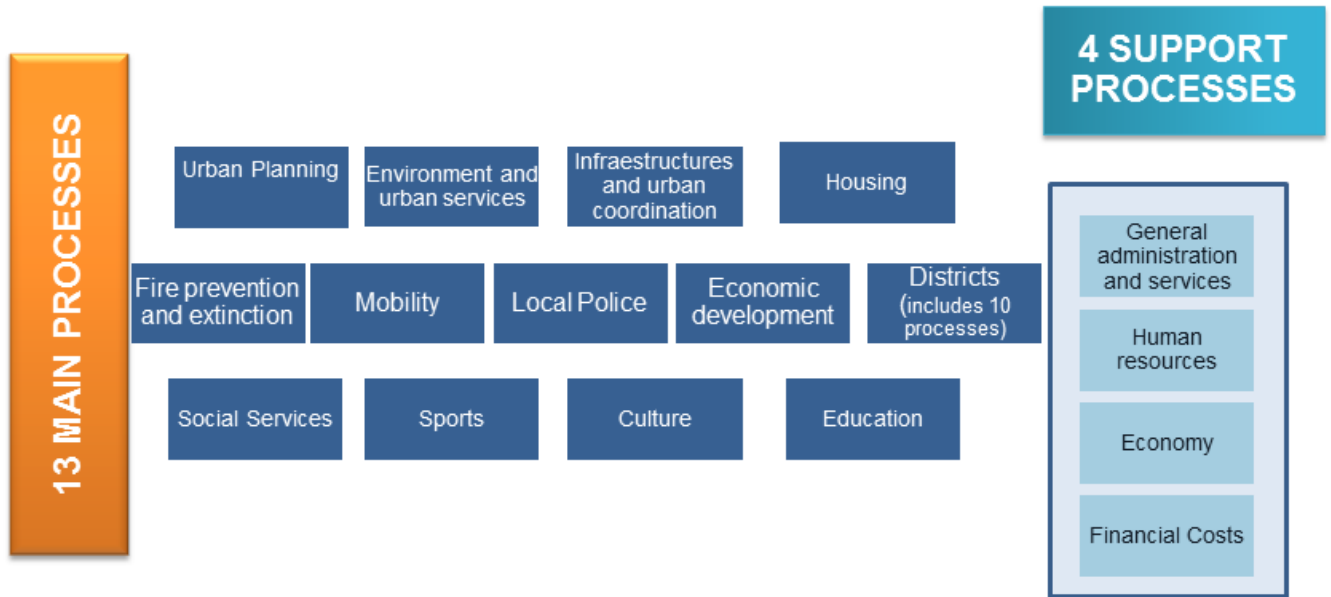 13 MAIN PROCESSES
4 SUPPORT
PROCESSES
Urban Planning
Environment and
urban services
Infraestructures
and urban
coordination
Housing
Fire prevention
and extinction
Mobility
Local Police
Economic
development
Districts
(includes 10
processes)
Social Services
Sports
Culture
Education
General
administration
and services
Human
resources
Economy
Financial Costs